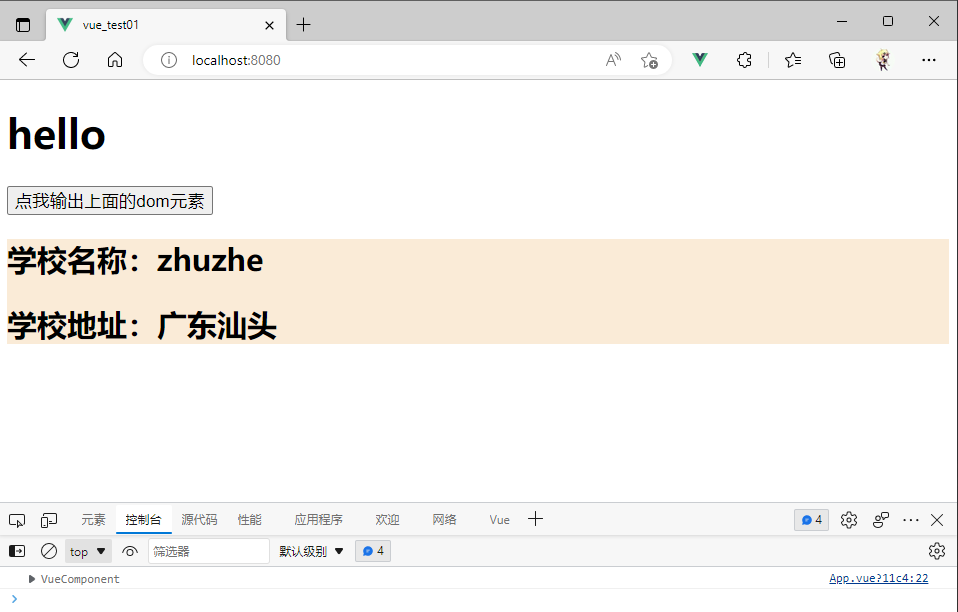 vue_test01
localhost:8080
hello
点我输出上面的dom元素
学校名称：zhuzhe
学校地址：广东汕头
元素 控制台 源代码 性能 应用程序 欢迎 网络 Vue 4
top 筛选器 默认级别 4
VueComponent App.vue?11c4:22